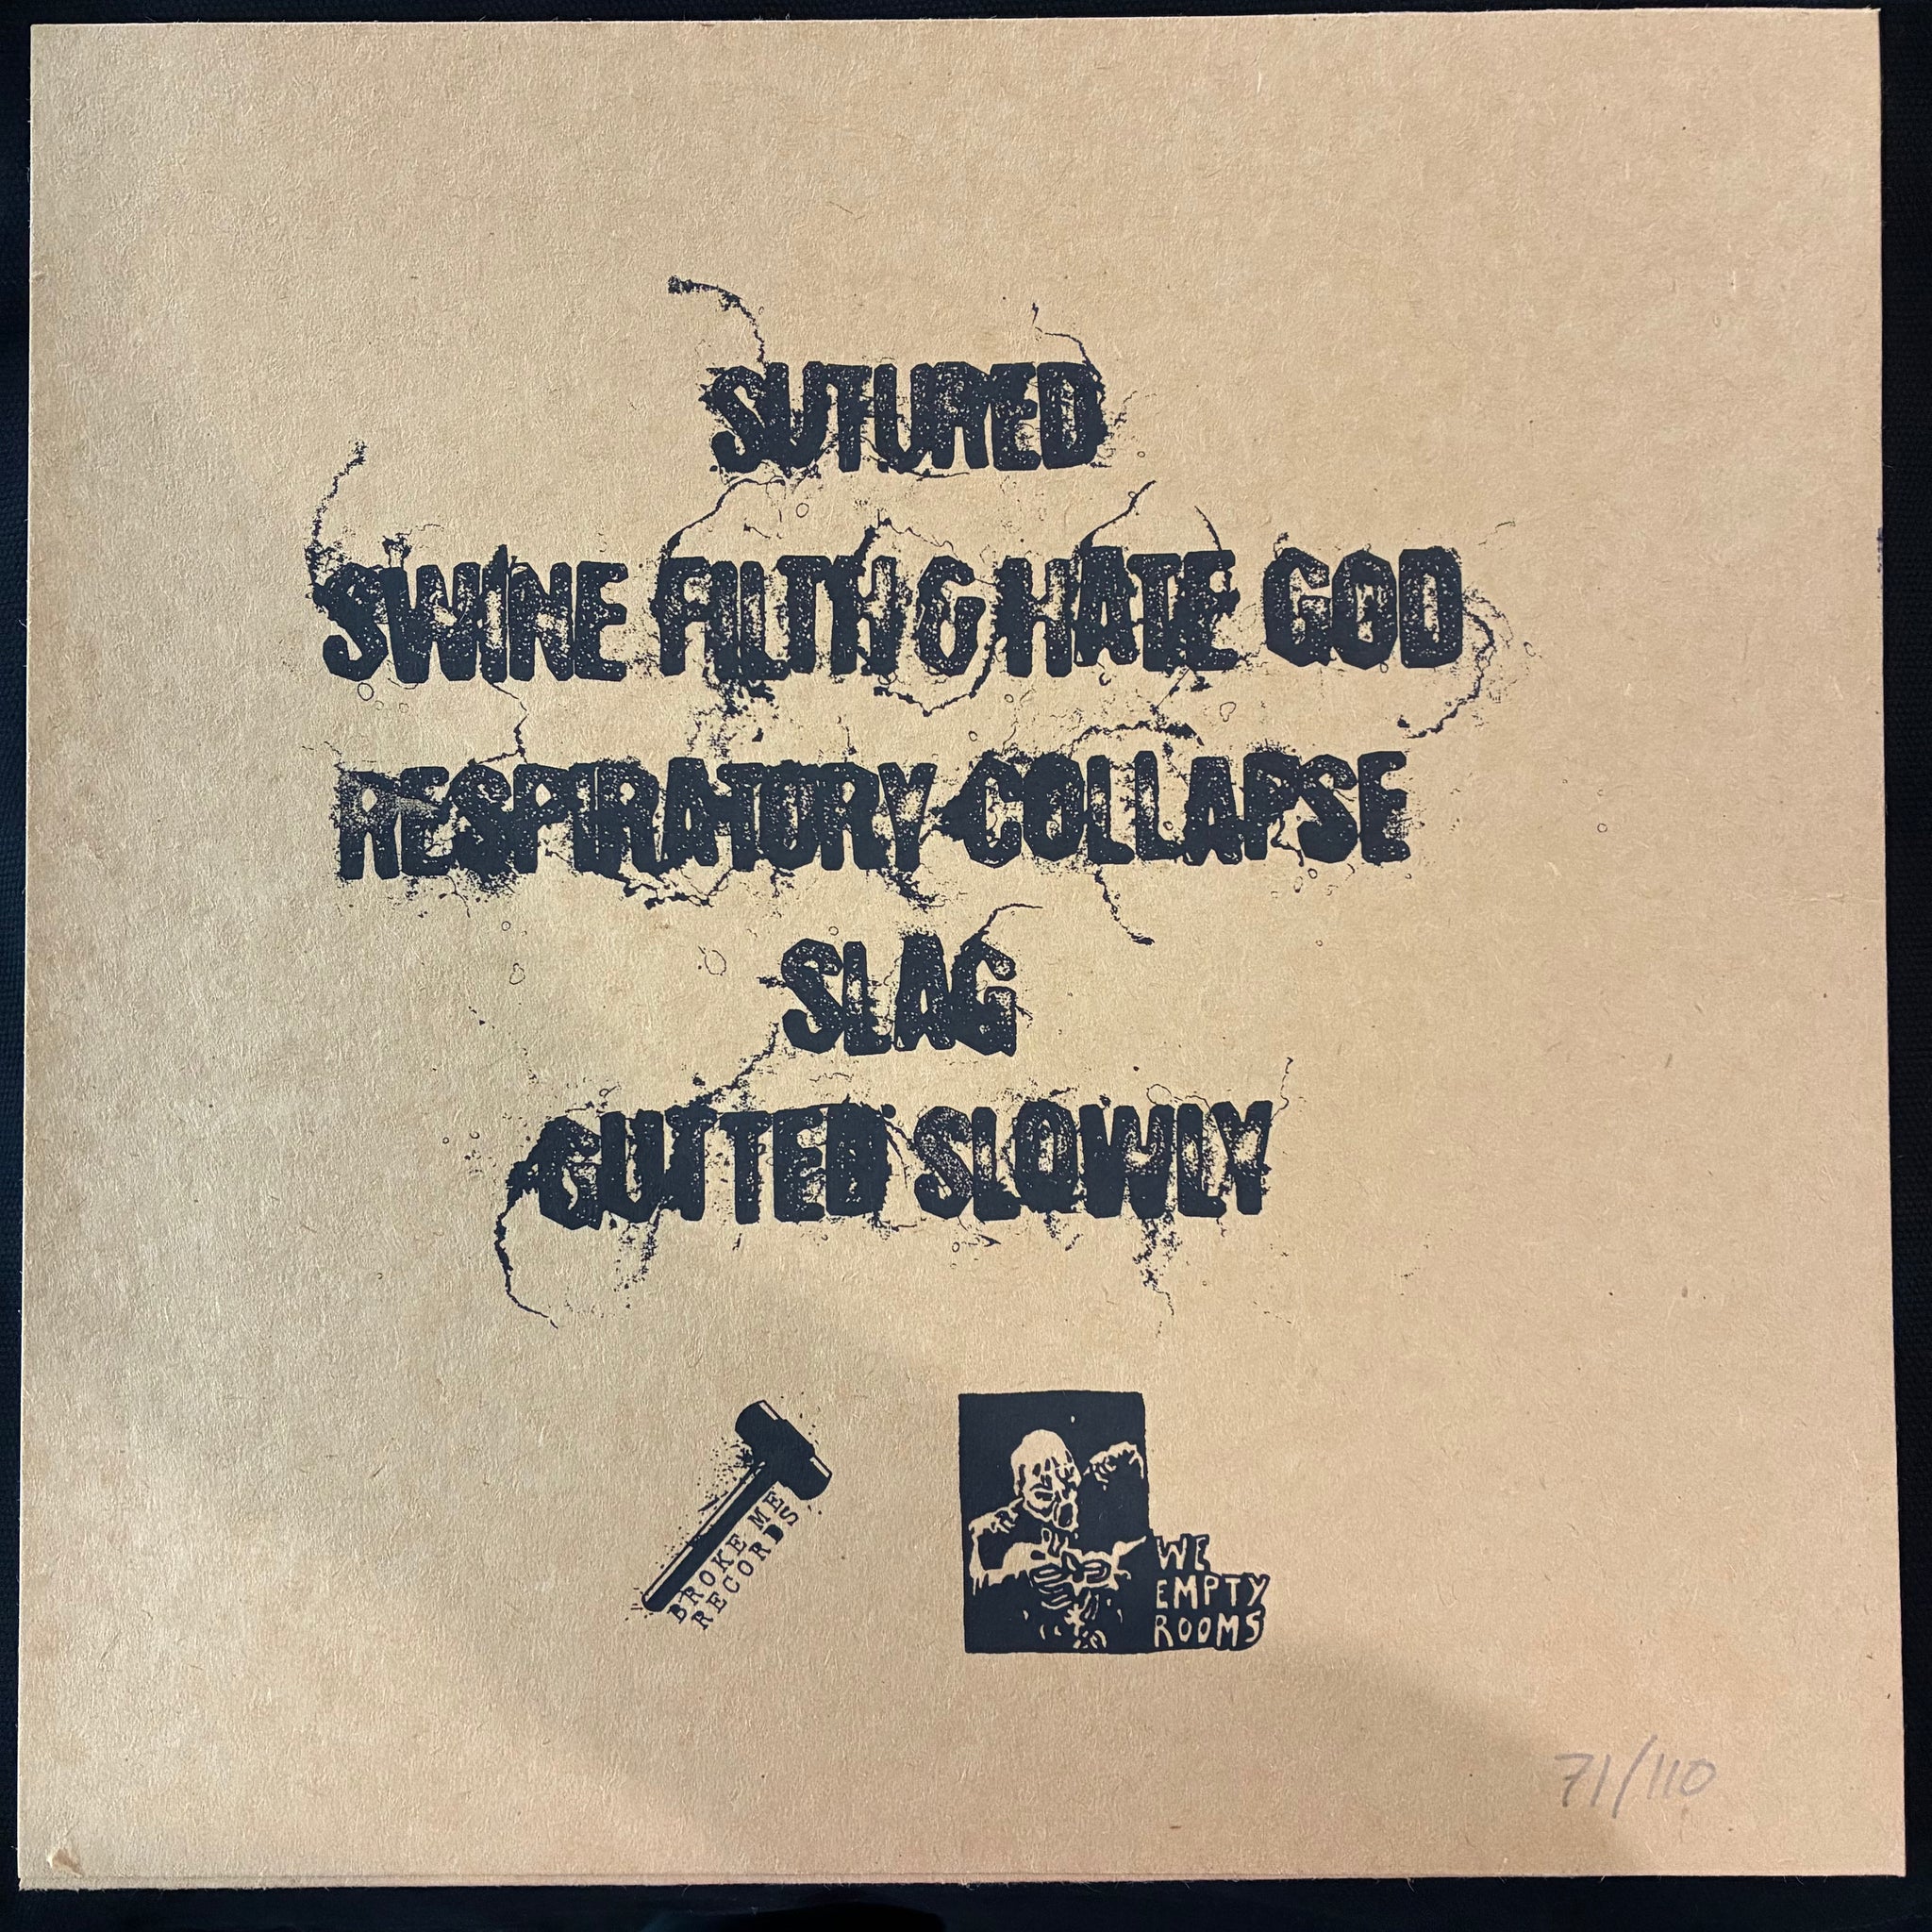 SUTURED
SWINE FILTH & HATE GOD
RESPIRATORY COLLAPSE
SLAG
GUTTED SLOWLY
BROKE ME
RECORDS
WE
EMPTY
ROOMS
71/110